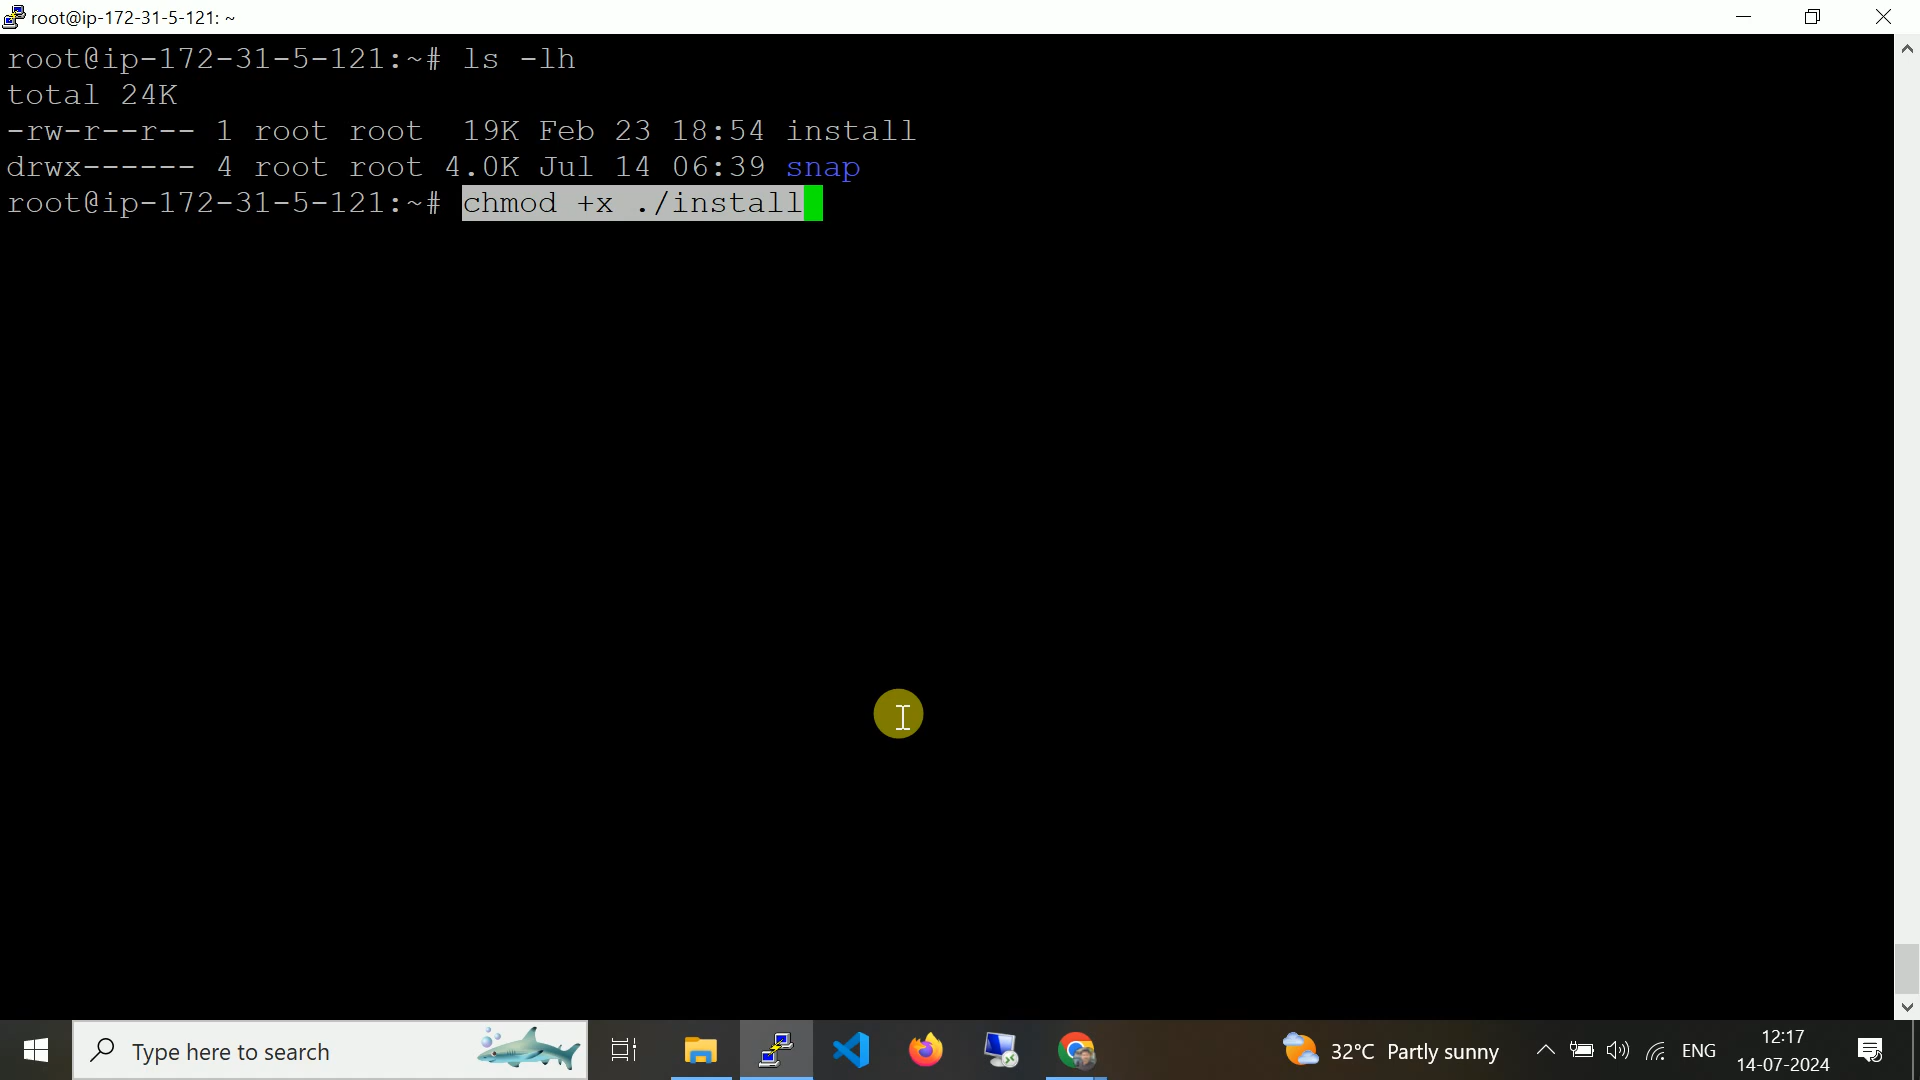 root@ip-172-31-5-121: ~
root@ip-172-31-5-121:~# ls -lh
total 24K
-rw-r--r-- 1 root root  19K Feb 23 18:54 install
drwx------ 4 root root 4.0K Jul 14 06:39 snap
root@ip-172-31-5-121:~# chmod +x ./install
Type here to search
32°C Partly sunny
ENG
12:17
14-07-2024